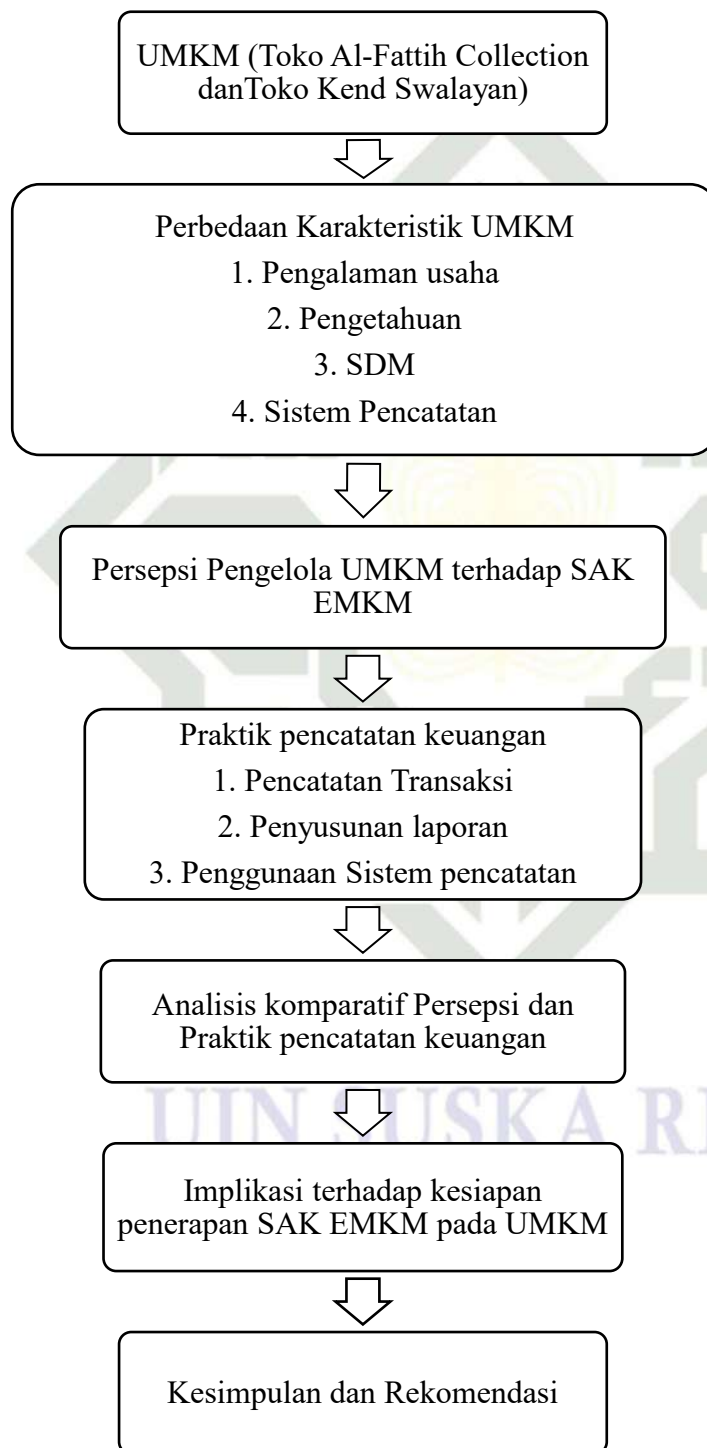 UMKM (Toko Al-Fattih Collection
danToko Kend Swalayan)
Perbedaan Karakteristik UMKM
1. Pengalaman usaha
2. Pengetahuan
3. SDM
4. Sistem Pencatatan
Persepsi Pengelola UMKM terhadap SAK
EMKM
Praktik pencatatan keuangan
1. Pencatatan Transaksi
2. Penyusunan laporan
3. Penggunaan Sistem pencatatan
Analisis komparatif Persepsi dan
Praktik pencatatan keuangan
UIN SUSKA
Implikasi terhadap kesiapan
penerapan SAK EMKM pada UMKM
Kesimpulan dan Rekomendasi